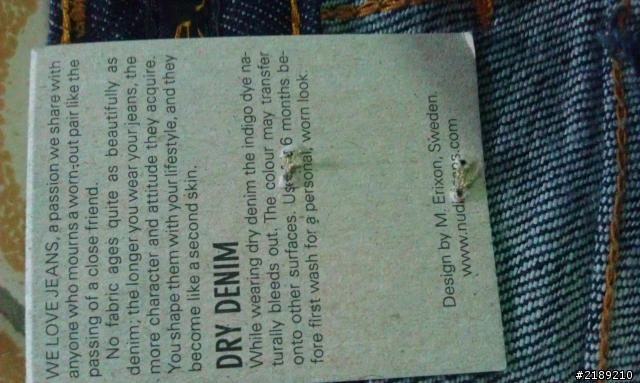 WE LOVE JEANS, a passion we share with
anyone who mourns a worn-out pair like the
passing of a close friend.
No fabric ages quite as beautifully as
denim; the longer you wear your jeans, the
more character and attitude they acquire.
You shape them with your lifestyle, and they
become like a second skin.
DRY DENIM
While wearing dry denim the indigo dye na-
turally bleeds out. The colour may transfer
onto other surfaces. 6 months be-
fore first wash for a personal, worn look.
Design by M. Erixon, Sweden.
#2189210